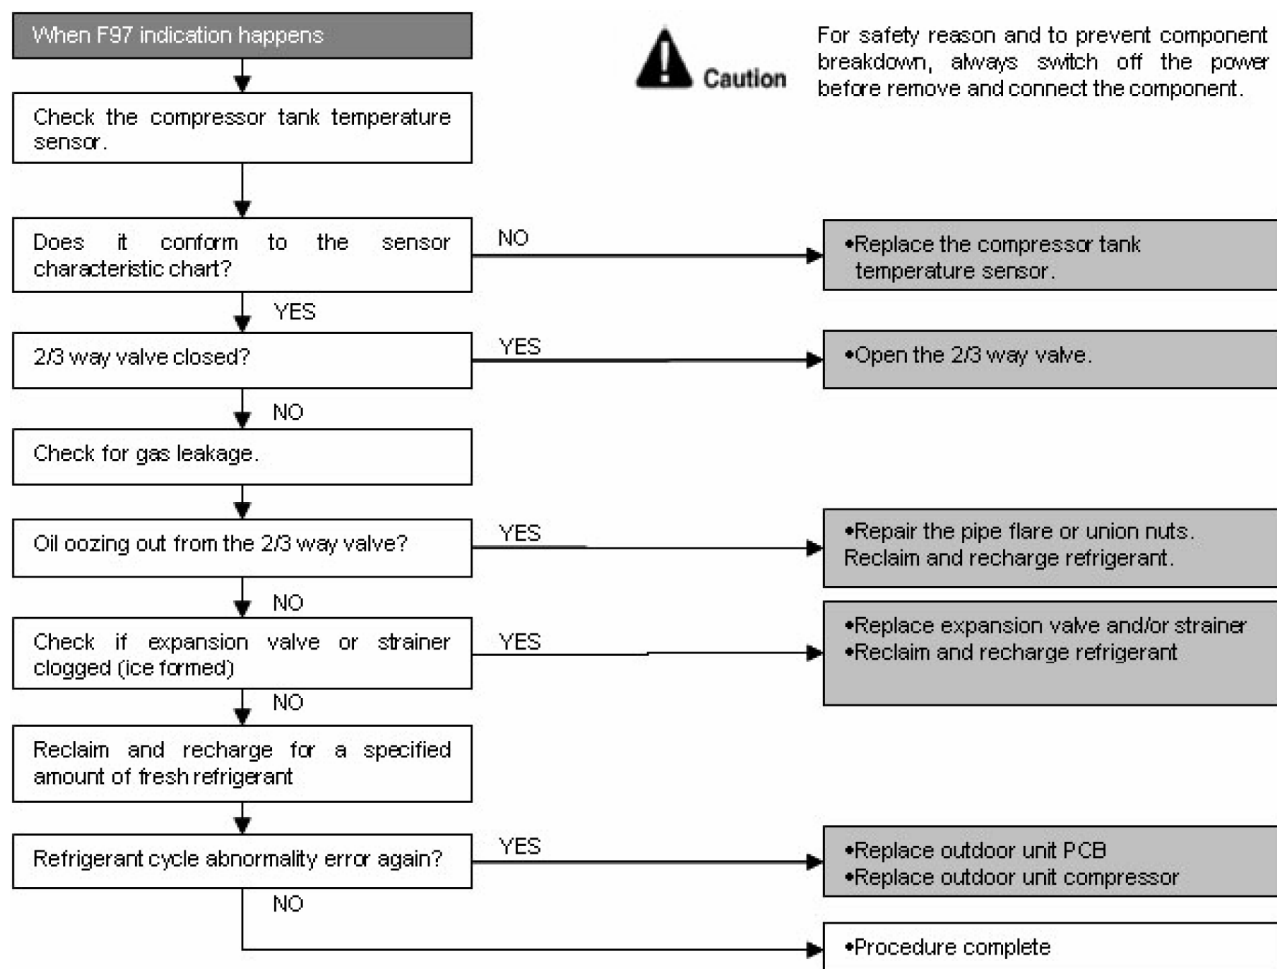 When F97 indication happens
Caution
For safety reason and to prevent component
breakdown, always switch off the power
before remove and connect the component.
Check the compressor tank temperature
sensor.
Does it conform to the sensor
characteristic chart?
NO
•Replace the compressor tank
temperature sensor.
YES
2/3 way valve closed?
YES
•Open the 2/3 way valve.
NO
Check for gas leakage.
Oil oozing out from the 2/3 way valve?
YES
•Repair the pipe flare or union nuts.
Reclaim and recharge refrigerant.
NO
Check if expansion valve or strainer
clogged (ice formed)
YES
•Replace expansion valve and/or strainer
•Reclaim and recharge refrigerant
NO
Reclaim and recharge for a specified
amount of fresh refrigerant
Refrigerant cycle abnormality error again?
YES
•Replace outdoor unit PCB
•Replace outdoor unit compressor
NO
•Procedure complete